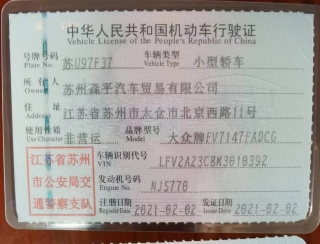 中华人民共和国机动车行驶证
Vehicle License of the People's Republic of China
号牌号码 苏U97F37 车辆类型 小型轿车
Plate No. Vehicle Type
所有人 苏州森平汽车贸易有限公司
Owner
住址 江苏省苏州市太仓市北京西路11号
Address
使用性质 非营运 品牌型号 大众牌FV7147FADCG
Use Character Model
江苏省苏州
市公安局交
通警察支队
车辆识别代号 LFV2A23C8M3010392
VIN
发动机号码 NJ5770
Engine No.
注册日期 2021-02-02 发证日期 2021-02-02
Register Date Issue Date